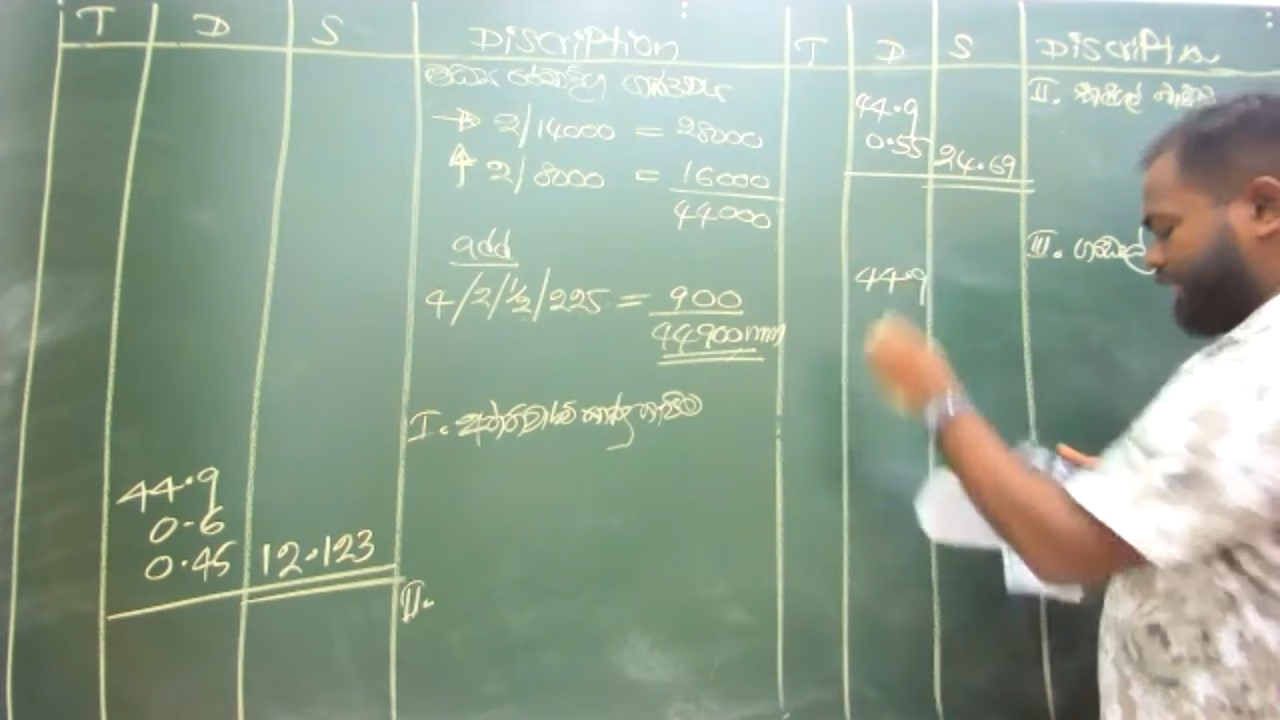 T D S DiscriPtion
මධ්‍ය රේඛාවේ
→ 2/14000 = 28000
↑ 2/8000 = 16000
44000
add
4/2/½/225 = 900
44900mm
I.
44.9
0.6
0.45 12.123
II.
T D S DiscriPtion
II.
44.9
0.55 24.69
III.
44.9